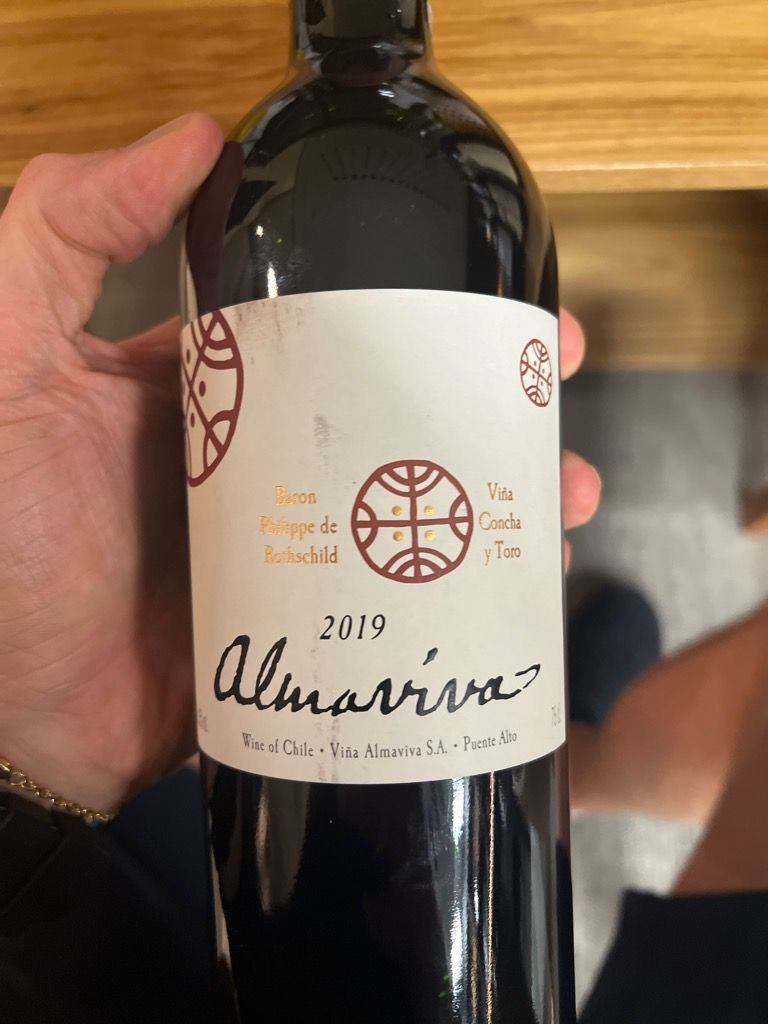 Baron
Philippe de
Rothschild
Viña
Concha
y Toro
2019
Almaviva
Wine of Chile • Viña Almaviva S.A. • Puente Alto